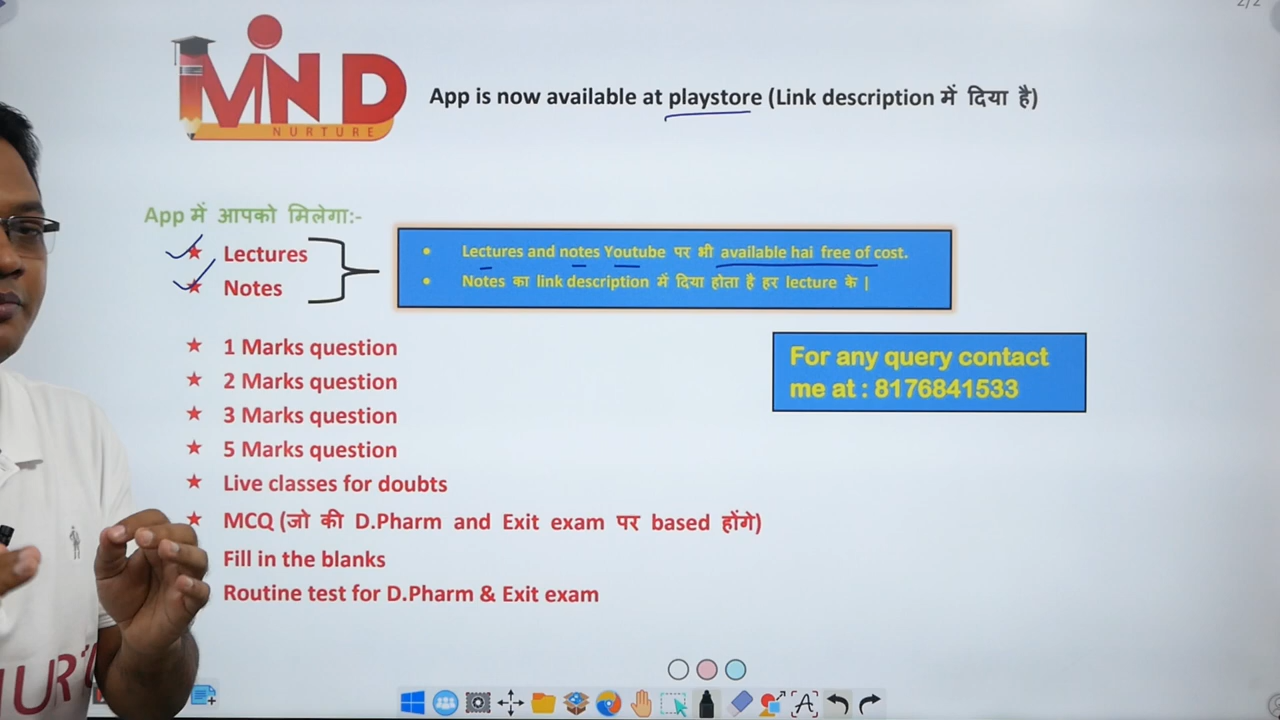 2/2
MIND
NURTURE
App is now available at playstore (Link description में दिया है)
App में आपको मिलेगा:-
Lectures
Notes
Lectures and notes Youtube पर भी available hai free of cost.
Notes का link description में दिया होता है हर lecture के |
1 Marks question
2 Marks question
3 Marks question
5 Marks question
For any query contact
me at : 8176841533
Live classes for doubts
MCQ (जो की D.Pharm and Exit exam पर based होंगे)
Fill in the blanks
Routine test for D.Pharm & Exit exam